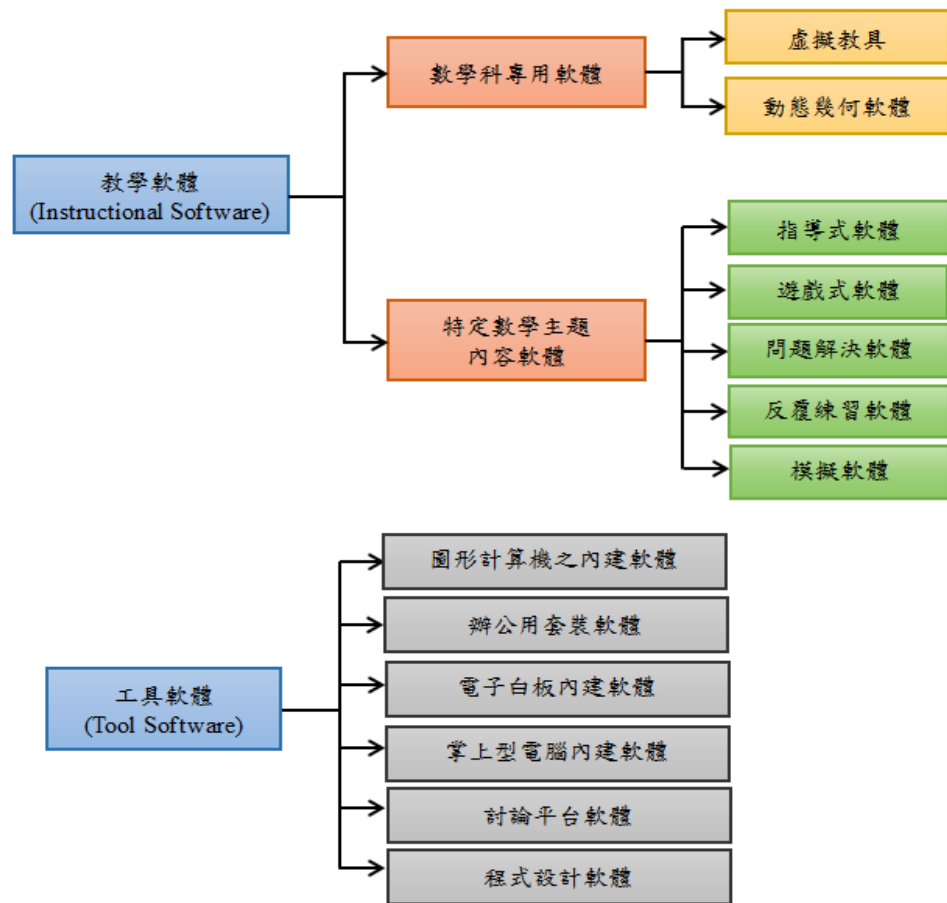 教學軟體
(Instructional Software)
數學科專用軟體
虛擬教具
動態幾何軟體
特定數學主題
內容軟體
指導式軟體
遊戲式軟體
問題解決軟體
反覆練習軟體
模擬軟體
工具軟體
(Tool Software)
圖形計算機之內建軟體
辦公用套裝軟體
電子白板內建軟體
掌上型電腦內建軟體
討論平台軟體
程式設計軟體